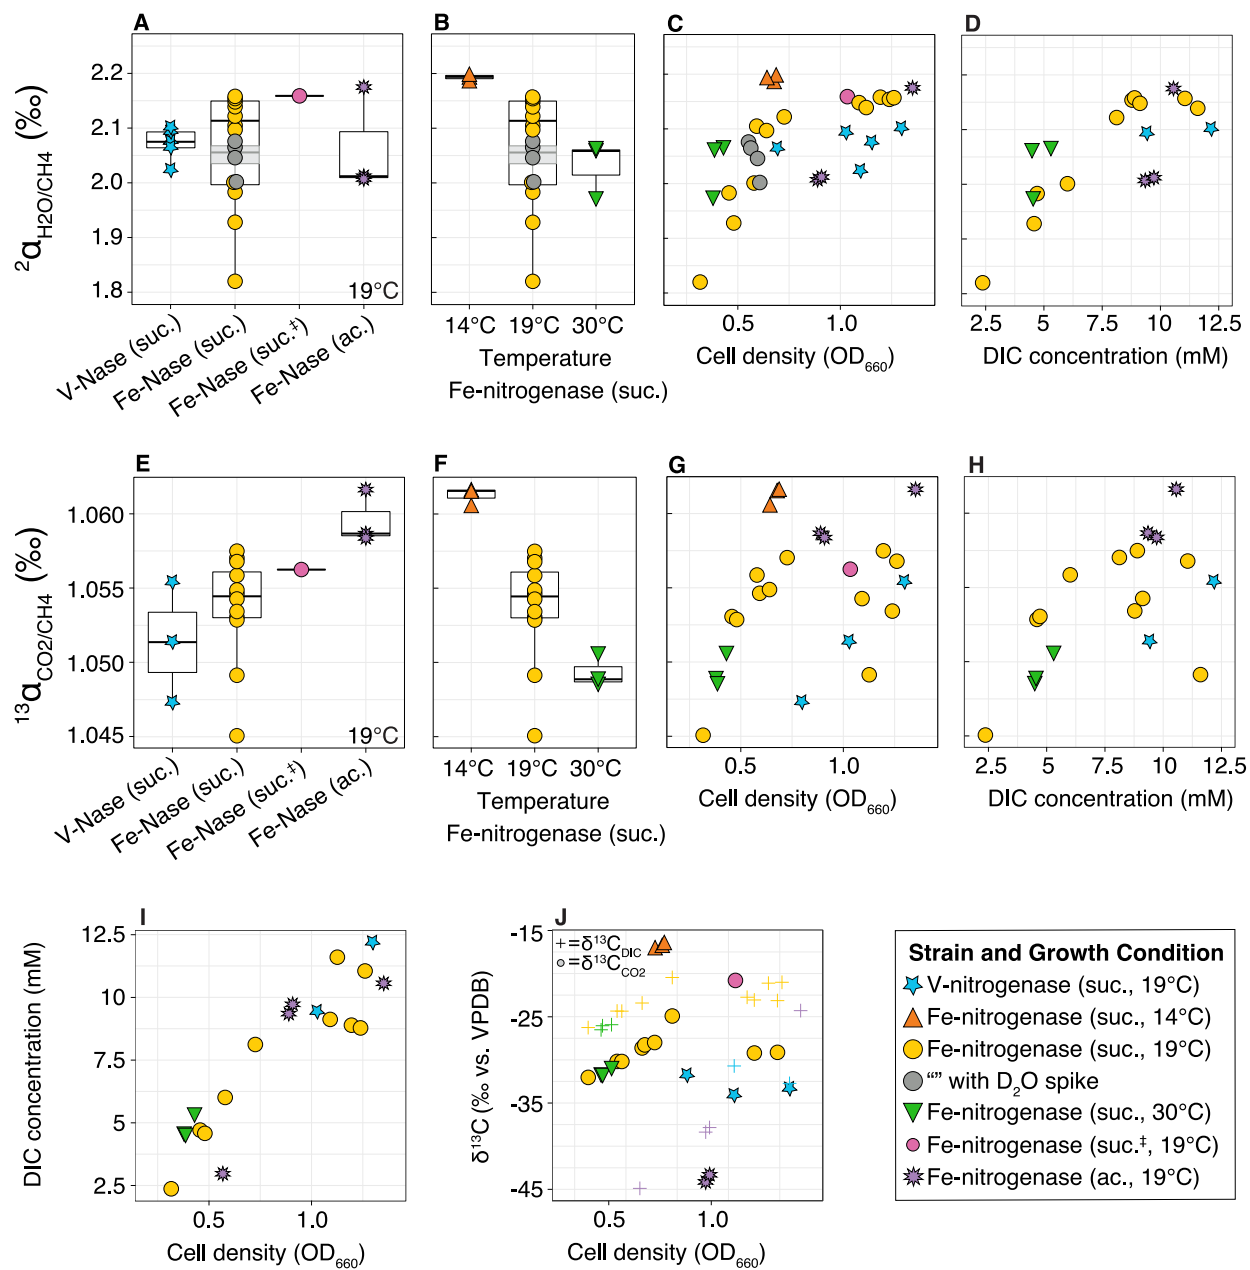 A
B
C
D
²α H2O/CH4 (‰)
2.2
2.1
2.0
1.9
1.8
19°C
V-Nase (suc.)
Fe-Nase (suc.)
Fe-Nase (suc.‡)
Fe-Nase (ac.)
14°C 19°C 30°C
Temperature
Fe-nitrogenase (suc.)
0.5 1.0
Cell density (OD660)
2.5 5 7.5 10 12.5
DIC concentration (mM)
E
F
G
H
¹³α CO2/CH4 (‰)
1.060
1.055
1.050
1.045
19°C
V-Nase (suc.)
Fe-Nase (suc.)
Fe-Nase (suc.‡)
Fe-Nase (ac.)
14°C 19°C 30°C
Temperature
Fe-nitrogenase (suc.)
0.5 1.0
Cell density (OD660)
2.5 5 7.5 10 12.5
DIC concentration (mM)
I
DIC concentration (mM)
12.5
10
7.5
5
2.5
0.5 1.0
Cell density (OD660)
J
δ¹³C (‰ vs. VPDB)
-15
-25
-35
-45
+ = δ¹³C DIC
= δ¹³C CO2
0.5 1.0
Cell density (OD660)
Strain and Growth Condition
V-nitrogenase (suc., 19°C)
Fe-nitrogenase (suc., 14°C)
Fe-nitrogenase (suc., 19°C)
“” with D2O spike
Fe-nitrogenase (suc., 30°C)
Fe-nitrogenase (suc.‡, 19°C)
Fe-nitrogenase (ac., 19°C)